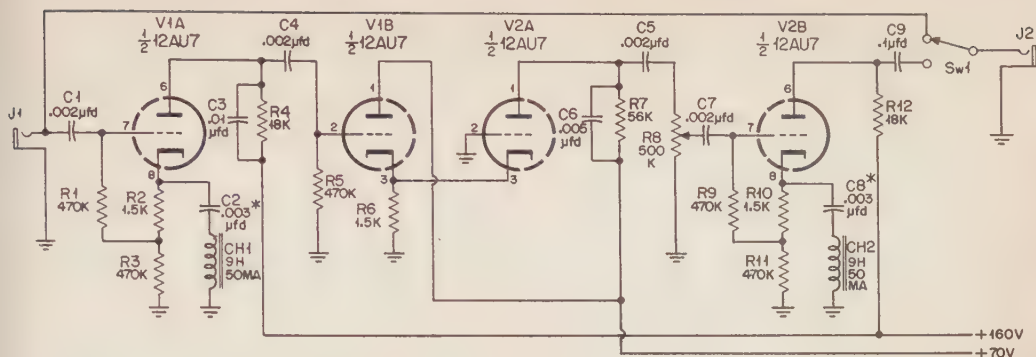 V1A
1/2 12AU7
C4
.002µfd
V1B
1/2 12AU7
V2A
1/2 12AU7
C5
.002µfd
V2B
1/2 12AU7
C9
.1µfd
J2
Sw1
J1
C1
.002µfd
6
7
8
C3
.01
µfd
R4
18K
1
2
3
1
3
C6
.005
µfd
R7
56K
R8
500
K
C7
.002µfd
6
7
8
R12
18K
R1
470K
R2
1.5K
C2 *
.003
µfd
R5
470K
R6
1.5K
R9
470K
R10
1.5K
C8 *
.003
µfd
R3
470K
CH1
9H
50MA
R11
470K
CH2
9H
50
MA
+160V
+70V